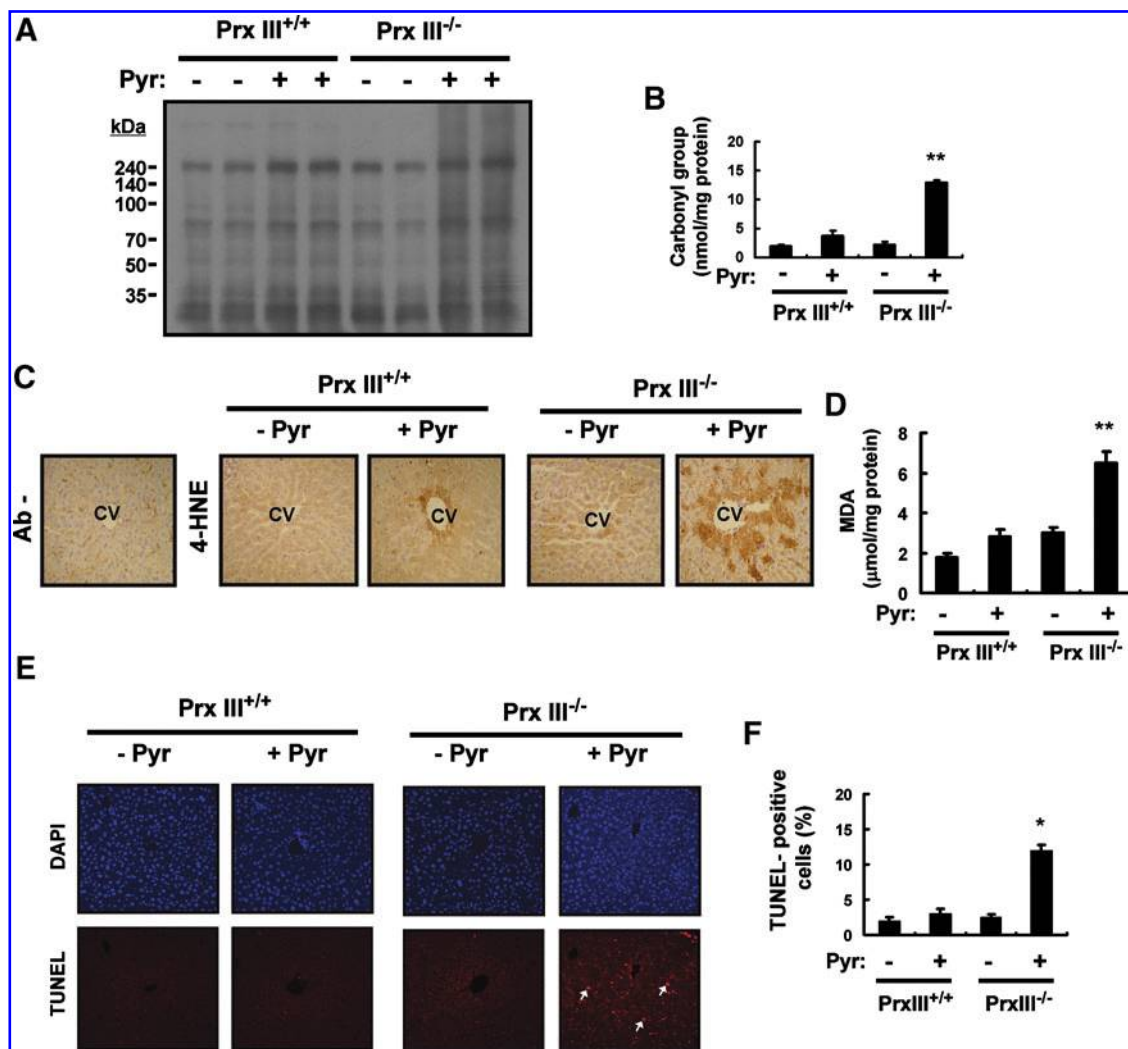 A
Prx III+/+ Prx III-/-
Pyr: - - + + - - + +
kDa
240
140
100
70
50
35
B
Carbonyl group
(nmol/mg protein)
20
15
10
5
0
**
Pyr: - + - +
Prx III+/+ Prx III-/-
C
Prx III+/+ Prx III-/-
- Pyr + Pyr - Pyr + Pyr
Ab -
4-HNE
CV CV CV CV CV
D
MDA
(μmol/mg protein)
8
6
4
2
0
**
Pyr: - + - +
Prx III+/+ Prx III-/-
E
Prx III+/+ Prx III-/-
- Pyr + Pyr - Pyr + Pyr
DAPI
TUNEL
F
TUNEL- positive
cells (%)
20
15
10
5
0
*
Pyr: - + - +
PrxIII+/+ PrxIII-/-